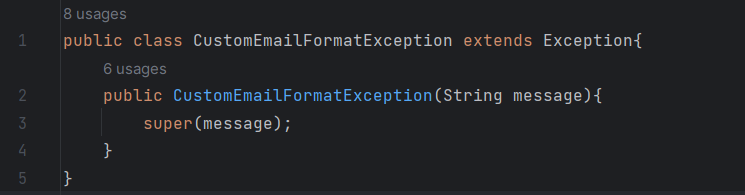 8 usages
1 public class CustomEmailFormatException extends Exception{
6 usages
2 public CustomEmailFormatException(String message){
3 super(message);
4 }
5 }